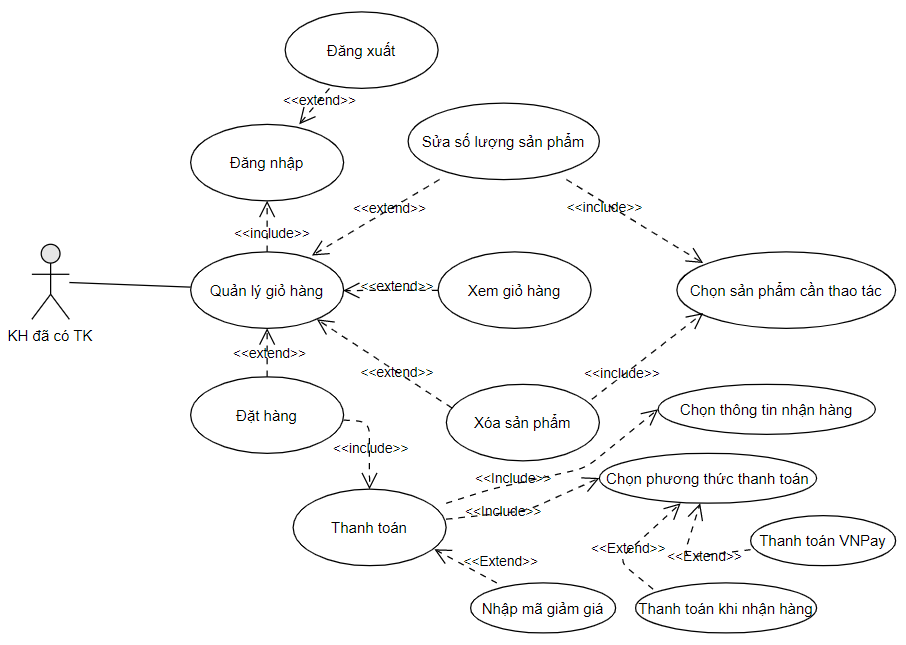 Đăng xuất
<<extend>>
Đăng nhập
Sửa số lượng sản phẩm
<<extend>>
<<include>>
<<include>>
Quản lý giỏ hàng
<<extend>>
Xem giỏ hàng
Chọn sản phẩm cần thao tác
KH đã có TK
<<extend>>
<<extend>>
<<include>>
Đặt hàng
Xóa sản phẩm
Chọn thông tin nhận hàng
<<include>>
<<Include>>
Chọn phương thức thanh toán
<<Include>>
Thanh toán
<<Extend>>
<<Extend>>
Thanh toán VNPay
<<Extend>>
Nhập mã giảm giá
Thanh toán khi nhận hàng